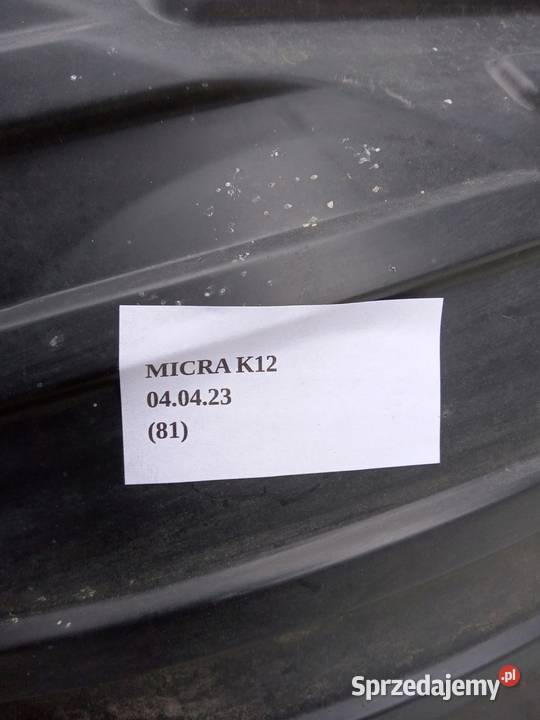 MICRA K12
04.04.23
(81)
Sprzedajemy.pl